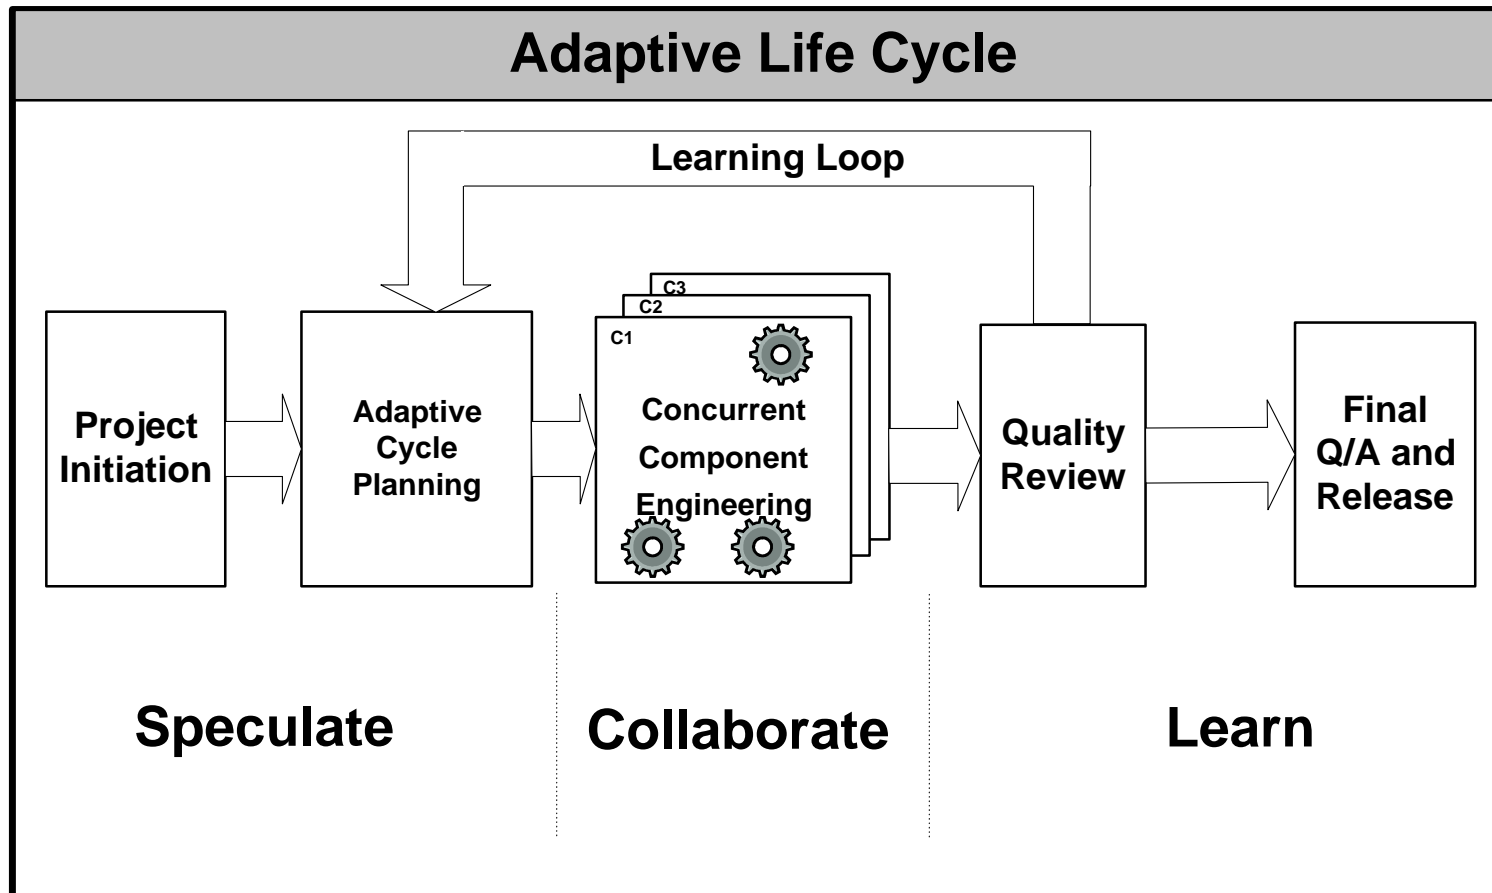 Adaptive Life Cycle
Learning Loop
Project
Initiation
Adaptive
Cycle
Planning
C3
C2
C1
Concurrent
Component
Engineering
Quality
Review
Final
Q/A and
Release
Speculate
Collaborate
Learn